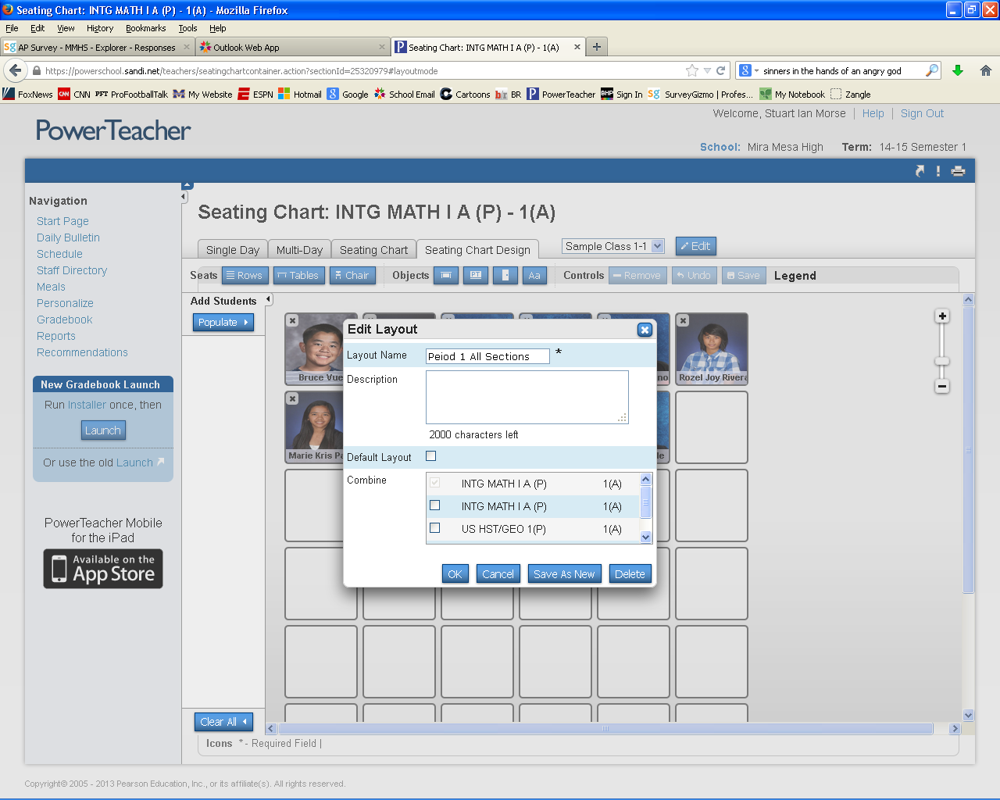 Seating Chart: INTG MATH I A (P) - 1(A) - Mozilla Firefox
File Edit View History Bookmarks Tools Help
AP Survey - MMHS - Explorer - Responses Outlook Web App Seating Chart: INTG MATH I A (P) - 1(A)
https://powerschool.sandi.net/teachers/seatingchartcontainer.action?sectionId=25320979#layoutmode sinners in the hands of an angry god
FoxNews CNN CNN PFT ProFootballTalk My Website ESPN Hotmail Google School Email Cartoons b/r BR PowerTeacher BHP Sign In sg SurveyGizmo | Profes... My Notebook Zangle
Welcome, Stuart Ian Morse | Help | Sign Out
PowerTeacher
School: Mira Mesa High Term: 14-15 Semester 1
Navigation
Start Page
Daily Bulletin
Schedule
Staff Directory
Meals
Personalize
Gradebook
Reports
Recommendations
New Gradebook Launch
Run Installer once, then
Launch
Or use the old Launch
PowerTeacher Mobile
for the iPad
Available on the
App Store
Seating Chart: INTG MATH I A (P) - 1(A)
Single Day Multi-Day Seating Chart Seating Chart Design Sample Class 1-1 Edit
Seats Rows Tables Chair Objects PT Aa Controls Remove Undo Save Legend
Add Students
Populate
Bruce Vue
no
Rozel Joy Rivera
Marie Kris Pa
le
Edit Layout
Layout Name Peiod 1 All Sections *
Description
2000 characters left
Default Layout
Combine
INTG MATH I A (P) 1(A)
INTG MATH I A (P) 1(A)
US HST/GEO 1(P) 1(A)
OK Cancel Save As New Delete
Clear All
Icons * - Required Field |
Copyright© 2005 - 2013 Pearson Education, Inc., or its affiliate(s). All rights reserved.